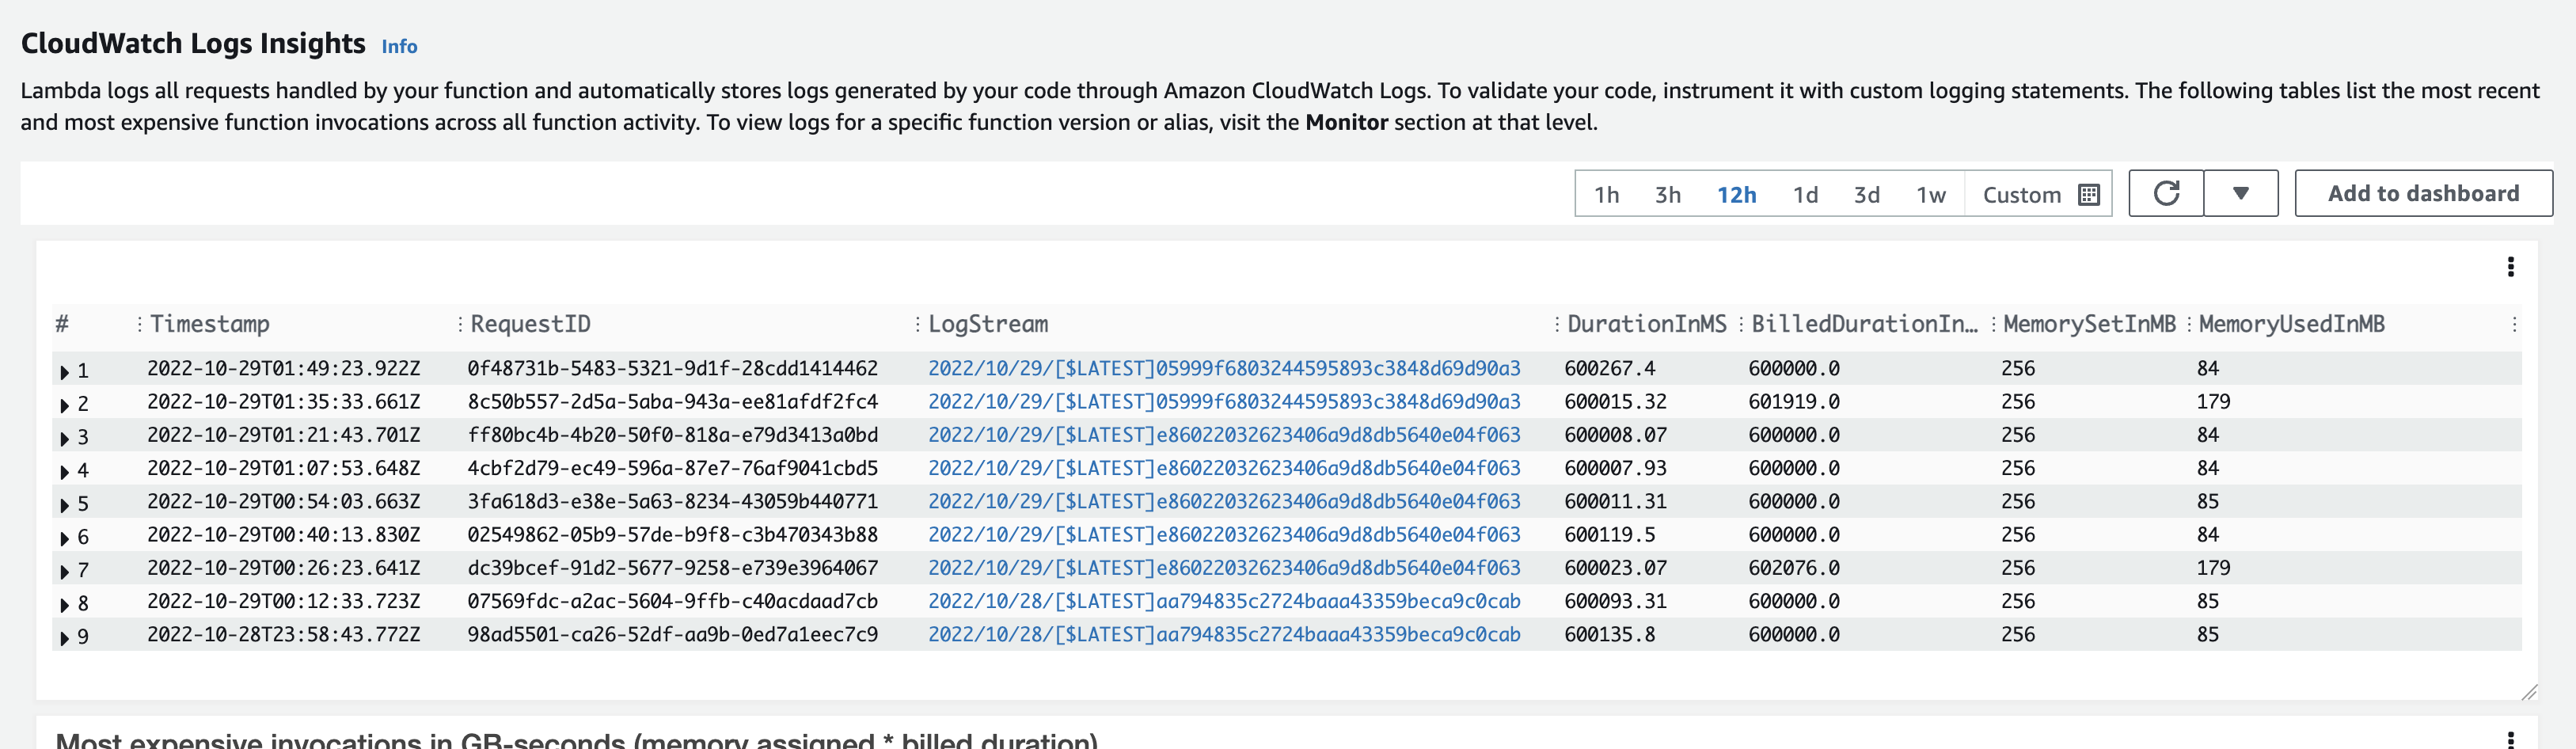 CloudWatch Logs Insights Info
Lambda logs all requests handled by your function and automatically stores logs generated by your code through Amazon CloudWatch Logs. To validate your code, instrument it with custom logging statements. The following tables list the most recent
and most expensive function invocations across all function activity. To view logs for a specific function version or alias, visit the Monitor section at that level.
1h 3h 12h 1d 3d 1w Custom Add to dashboard
# Timestamp RequestID LogStream DurationInMS BilledDurationIn… MemorySetInMB MemoryUsedInMB
1 2022-10-29T01:49:23.922Z 0f48731b-5483-5321-9d1f-28cdd1414462 2022/10/29/[$LATEST]05999f6803244595893c3848d69d90a3 600267.4 600000.0 256 84
2 2022-10-29T01:35:33.661Z 8c50b557-2d5a-5aba-943a-ee81afdf2fc4 2022/10/29/[$LATEST]05999f6803244595893c3848d69d90a3 600015.32 601919.0 256 179
3 2022-10-29T01:21:43.701Z ff80bc4b-4b20-50f0-818a-e79d3413a0bd 2022/10/29/[$LATEST]e86022032623406a9d8db5640e04f063 600008.07 600000.0 256 84
4 2022-10-29T01:07:53.648Z 4cbf2d79-ec49-596a-87e7-76af9041cbd5 2022/10/29/[$LATEST]e86022032623406a9d8db5640e04f063 600007.93 600000.0 256 84
5 2022-10-29T00:54:03.663Z 3fa618d3-e38e-5a63-8234-43059b440771 2022/10/29/[$LATEST]e86022032623406a9d8db5640e04f063 600011.31 600000.0 256 85
6 2022-10-29T00:40:13.830Z 02549862-05b9-57de-b9f8-c3b470343b88 2022/10/29/[$LATEST]e86022032623406a9d8db5640e04f063 600119.5 600000.0 256 84
7 2022-10-29T00:26:23.641Z dc39bcef-91d2-5677-9258-e739e3964067 2022/10/29/[$LATEST]e86022032623406a9d8db5640e04f063 600023.07 602076.0 256 179
8 2022-10-29T00:12:33.723Z 07569fdc-a2ac-5604-9ffb-c40acdaad7cb 2022/10/28/[$LATEST]aa794835c2724baaa43359beca9c0cab 600093.31 600000.0 256 85
9 2022-10-28T23:58:43.772Z 98ad5501-ca26-52df-aa9b-0ed7a1eec7c9 2022/10/28/[$LATEST]aa794835c2724baaa43359beca9c0cab 600135.8 600000.0 256 85
Most expensive invocations in GB-seconds (memory assigned * billed duration)